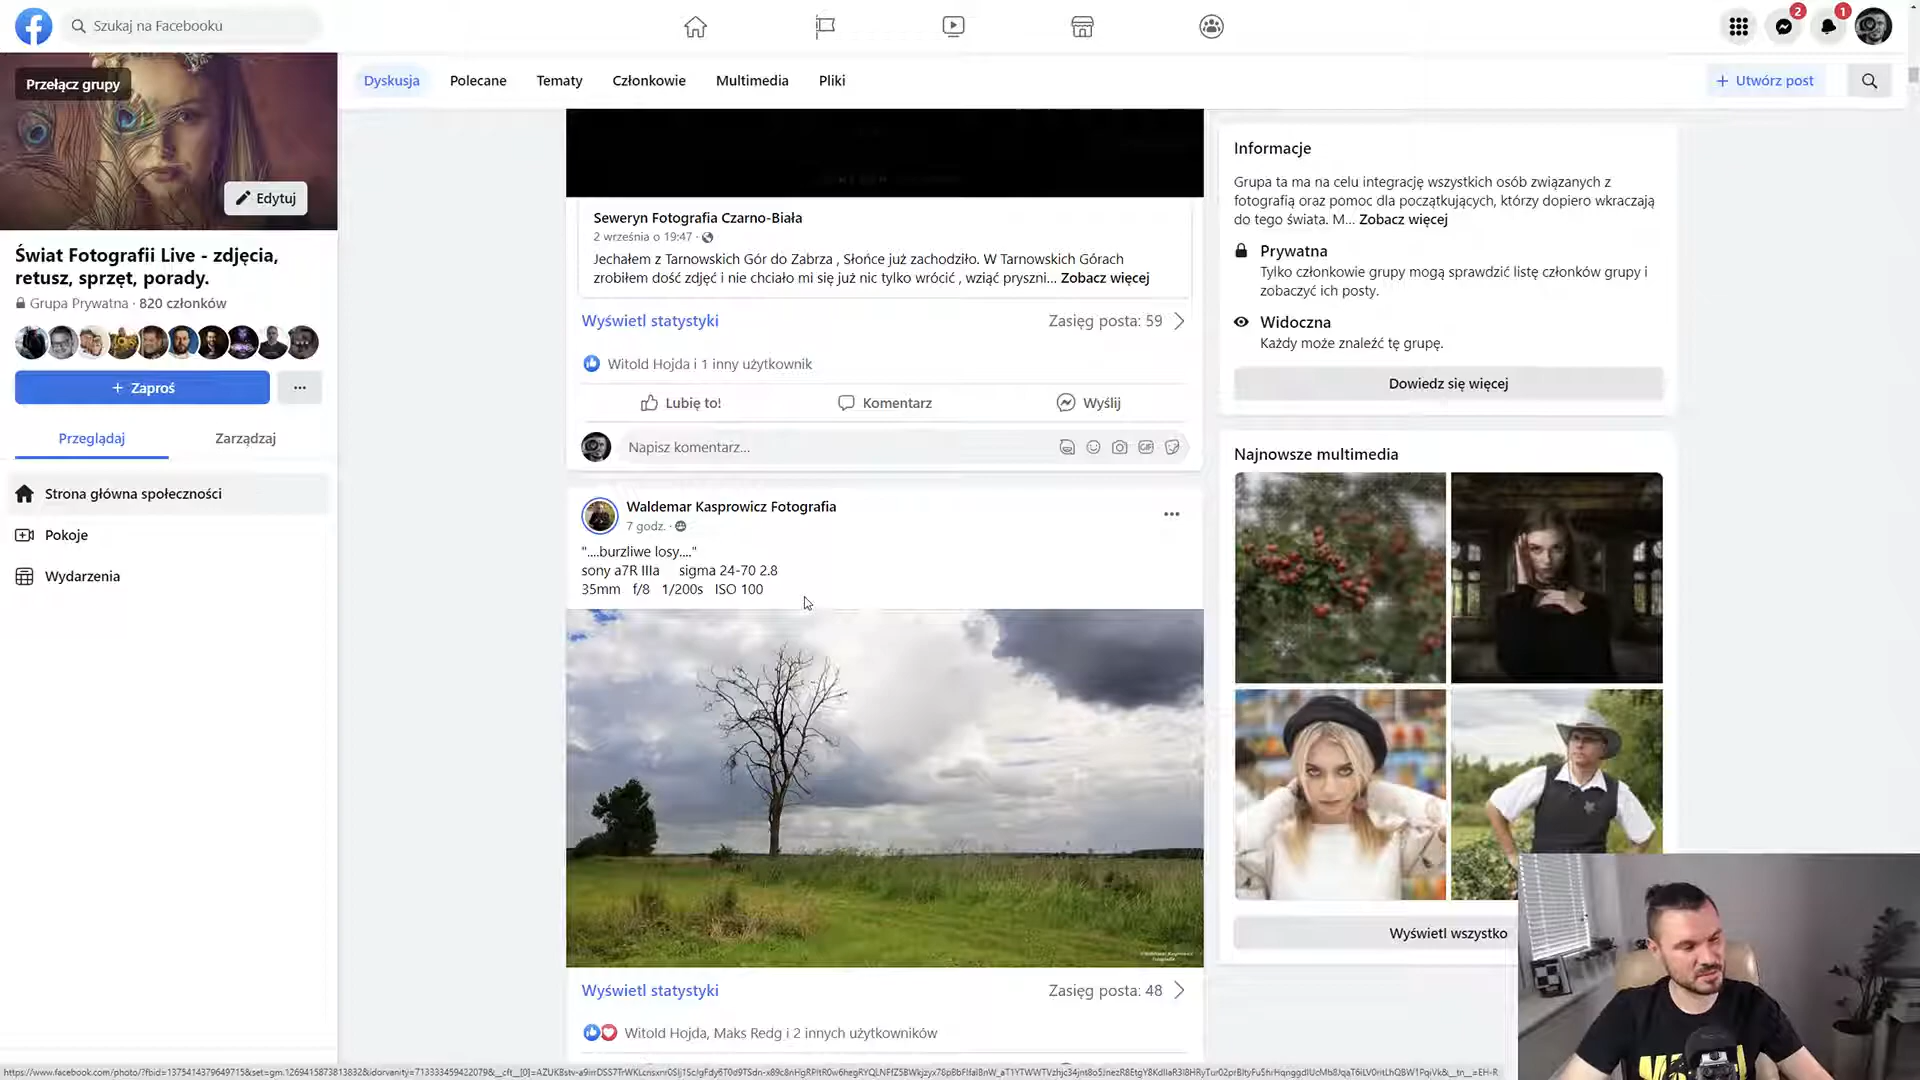 Szukaj na Facebooku
2
1
Przełącz grupy
Edytuj
Świat Fotografii Live - zdjęcia,
retusz, sprzęt, porady.
Grupa Prywatna · 820 członków
+ Zaproś
Przeglądaj
Zarządzaj
Strona główna społeczności
Pokoje
Wydarzenia
Dyskusja
Polecane
Tematy
Członkowie
Multimedia
Pliki
+ Utwórz post
Seweryn Fotografia Czarno-Biała
2 września o 19:47 ·
Jechałem z Tarnowskich Gór do Zabrza , Słońce już zachodziło. W Tarnowskich Górach
zrobiłem dość zdjęć i nie chciało mi się już nic tylko wrócić , wziąć pryszni... Zobacz więcej
Wyświetl statystyki
Zasięg posta: 59
Witold Hojda i 1 inny użytkownik
Lubię to!
Komentarz
Wyślij
Napisz komentarz...
GIF
Waldemar Kasprowicz Fotografia
7 godz. ·
"....burzliwe losy...."
sony a7R IIIa sigma 24-70 2.8
35mm f/8 1/200s ISO 100
Wyświetl statystyki
Zasięg posta: 48
Witold Hojda, Maks Redg i 2 innych użytkowników
Informacje
Grupa ta ma na celu integrację wszystkich osób związanych z
fotografią oraz pomoc dla początkujących, którzy dopiero wkraczają
do tego świata. M... Zobacz więcej
Prywatna
Tylko członkowie grupy mogą sprawdzić listę członków grupy i
zobaczyć ich posty.
Widoczna
Każdy może znaleźć tę grupę.
Dowiedz się więcej
Najnowsze multimedia
Wyświetl wszystko